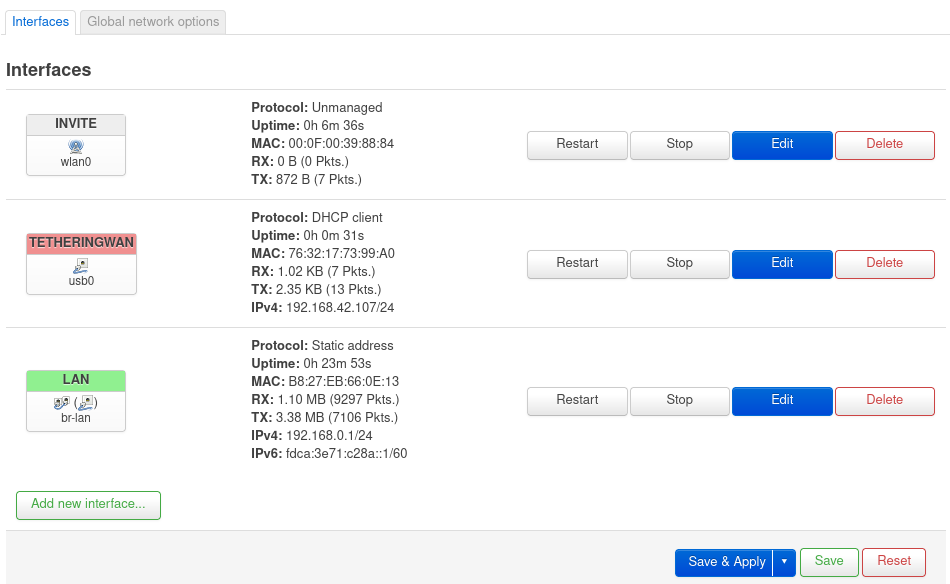 Interfaces
Global network options
Interfaces
INVITE
wlan0
Protocol: Unmanaged
Uptime: 0h 6m 36s
MAC: 00:0F:00:39:88:84
RX: 0 B (0 Pkts.)
TX: 872 B (7 Pkts.)
Restart
Stop
Edit
Delete
TETHERINGWAN
usb0
Protocol: DHCP client
Uptime: 0h 0m 31s
MAC: 76:32:17:73:99:A0
RX: 1.02 KB (7 Pkts.)
TX: 2.35 KB (13 Pkts.)
IPv4: 192.168.42.107/24
Restart
Stop
Edit
Delete
LAN
( )
br-lan
Protocol: Static address
Uptime: 0h 23m 53s
MAC: B8:27:EB:66:0E:13
RX: 1.10 MB (9297 Pkts.)
TX: 3.38 MB (7106 Pkts.)
IPv4: 192.168.0.1/24
IPv6: fdca:3e71:c28a::1/60
Restart
Stop
Edit
Delete
Add new interface...
Save & Apply
Save
Reset